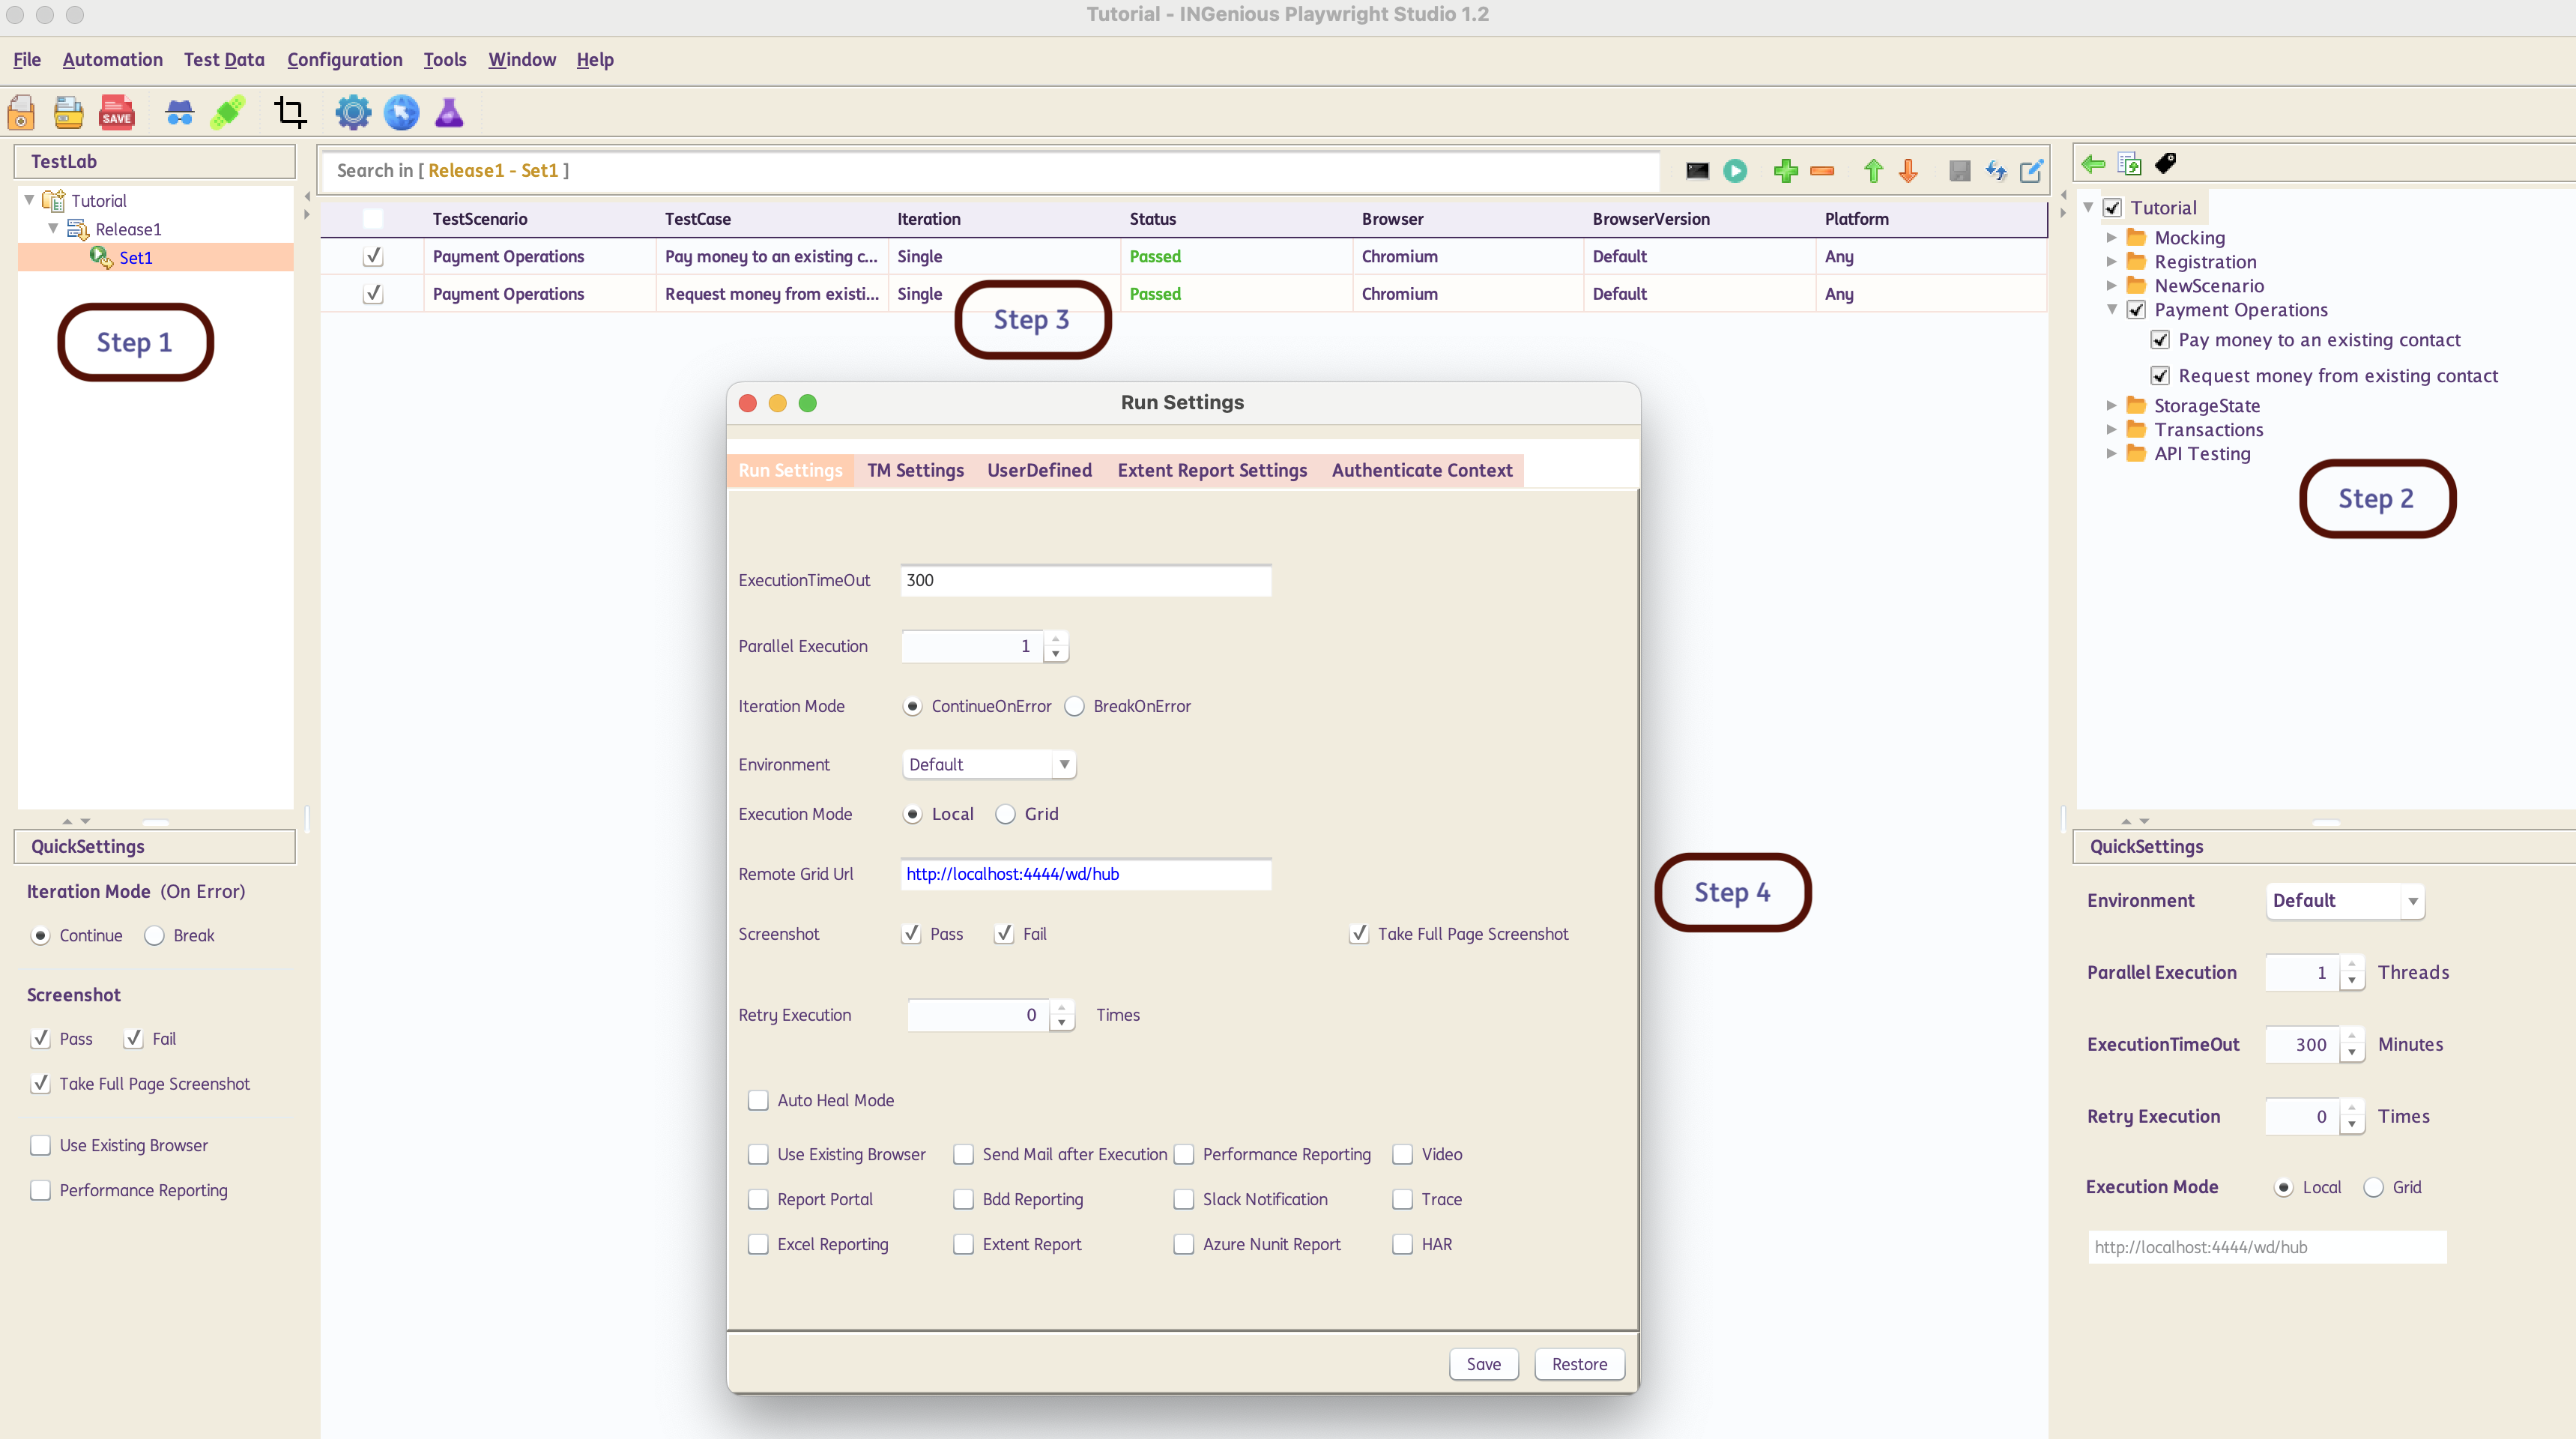 Tutorial - INGenious Playwright Studio 1.2
File Automation Test Data Configuration Tools Window Help
SAVE
TestLab
Tutorial
Release1
Set1
Step 1
Search in [ Release1 - Set1 ]
TestScenario TestCase Iteration Status Browser BrowserVersion Platform
Payment Operations Pay money to an existing c... Single Passed Chromium Default Any
Payment Operations Request money from existi... Single Passed Chromium Default Any
Step 3
Tutorial
Mocking
Registration
NewScenario
Payment Operations
Pay money to an existing contact
Request money from existing contact
StorageState
Transactions
API Testing
Step 2
Run Settings
Run Settings TM Settings UserDefined Extent Report Settings Authenticate Context
ExecutionTimeOut 300
Parallel Execution 1
Iteration Mode ContinueOnError BreakOnError
Environment Default
Execution Mode Local Grid
Remote Grid Url http://localhost:4444/wd/hub
Screenshot Pass Fail Take Full Page Screenshot
Retry Execution 0 Times
Auto Heal Mode
Use Existing Browser Send Mail after Execution Performance Reporting Video
Report Portal Bdd Reporting Slack Notification Trace
Excel Reporting Extent Report Azure Nunit Report HAR
Save Restore
Step 4
QuickSettings
Iteration Mode (On Error)
Continue Break
Screenshot
Pass Fail
Take Full Page Screenshot
Use Existing Browser
Performance Reporting
QuickSettings
Environment Default
Parallel Execution 1 Threads
ExecutionTimeOut 300 Minutes
Retry Execution 0 Times
Execution Mode Local Grid
http://localhost:4444/wd/hub